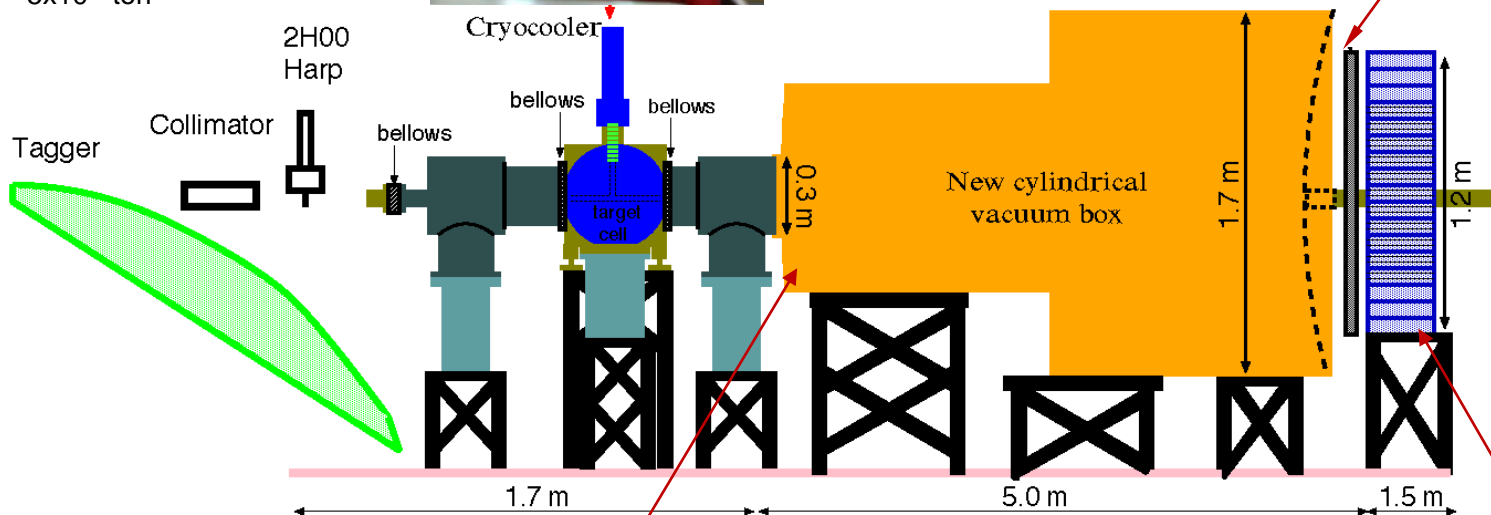 Cryocooler
2H00
Harp
bellows
bellows
Collimator
bellows
Tagger
target
cell
0.3 m
New cylindrical
vacuum box
1.7 m
1.2 m
1.7 m
5.0 m
1.5 m